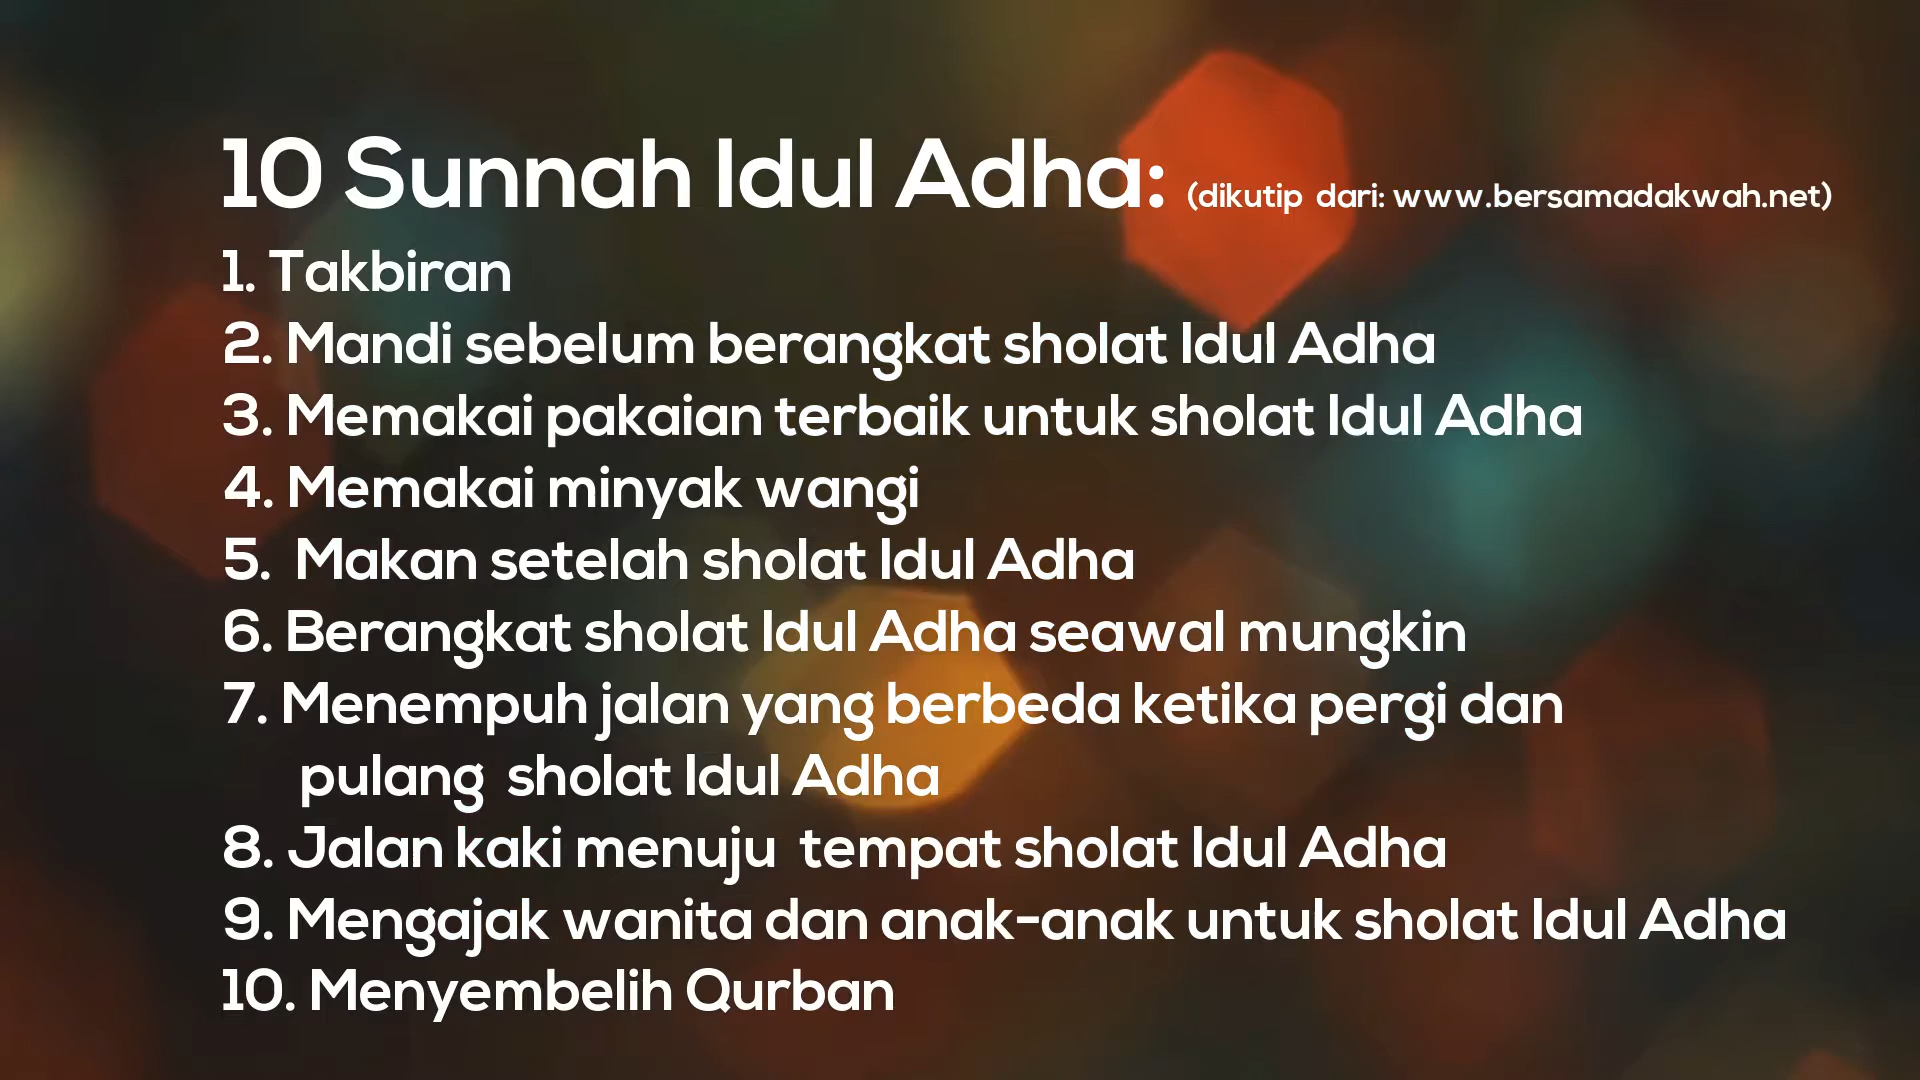 10 Sunnah Idul Adha: (dikutip dari: www.bersamadakwah.net)
1. Takbiran
2. Mandi sebelum berangkat sholat Idul Adha
3. Memakai pakaian terbaik untuk sholat Idul Adha
4. Memakai minyak wangi
5. Makan setelah sholat Idul Adha
6. Berangkat sholat Idul Adha seawal mungkin
7. Menempuh jalan yang berbeda ketika pergi dan
pulang sholat Idul Adha
8. Jalan kaki menuju tempat sholat Idul Adha
9. Mengajak wanita dan anak-anak untuk sholat Idul Adha
10. Menyembelih Qurban